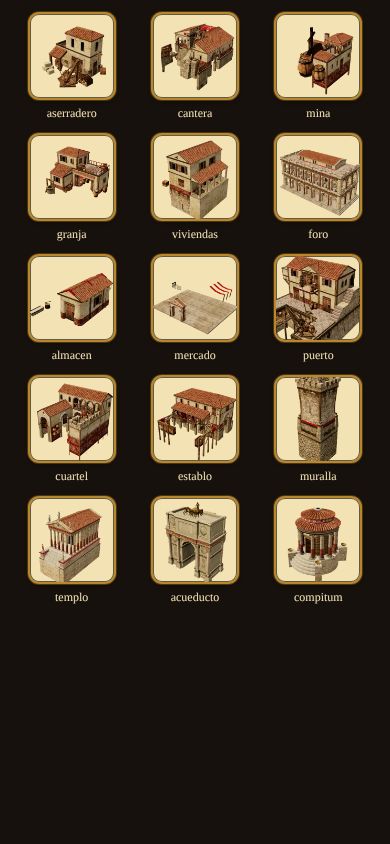 aserradero
cantera
mina
granja
viviendas
foro
almacen
mercado
puerto
cuartel
establo
muralla
templo
acueducto
compitum